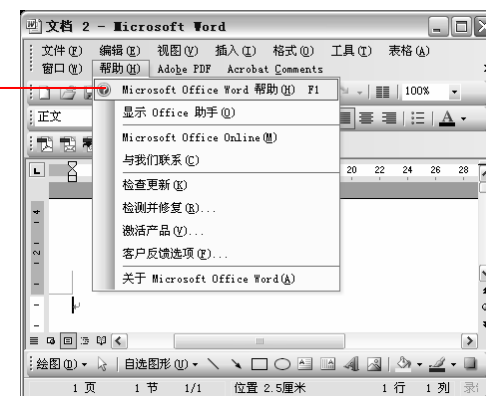 文档 2 - Microsoft Word
文件(F) 编辑(E) 视图(V) 插入(I) 格式(O) 工具(T) 表格(A)
窗口(W) 帮助(H) Adobe PDF Acrobat Comments
Microsoft Office Word 帮助(H) F1
100%
显示 Office 助手(O)
正文
A
Microsoft Office Online(M)
与我们联系(C)
L
20 22 24 26 28
检查更新(K)
检测并修复(R)...
激活产品(V)...
客户反馈选项(F)...
关于 Microsoft Office Word(A)
4
2
绘图(D) 自选图形(U)
1 页 1 节 1/1 位置 2.5厘米 1 行 1 列